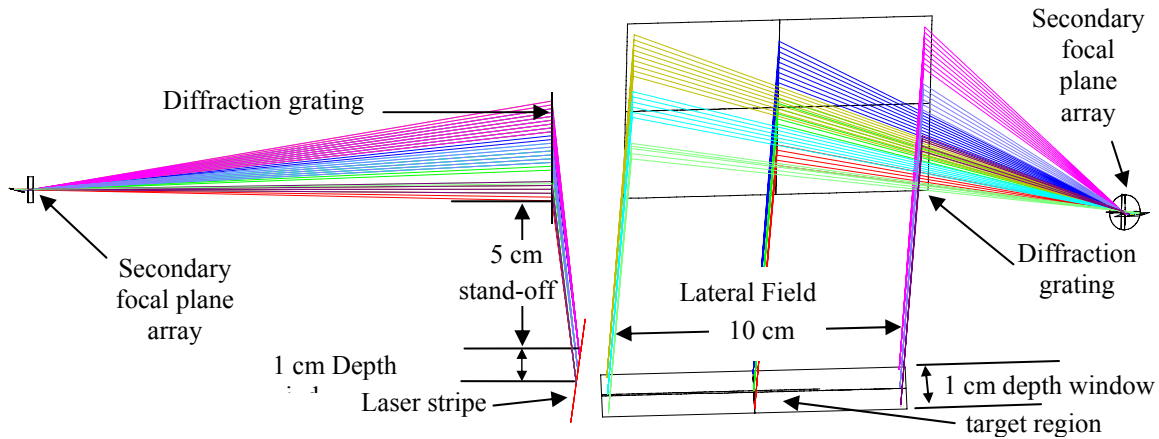 Diffraction grating
Secondary
focal plane
array
5 cm
stand-off
1 cm Depth
Laser stripe
Secondary
focal
plane
array
Diffraction
grating
Lateral Field
10 cm
1 cm depth window
target region